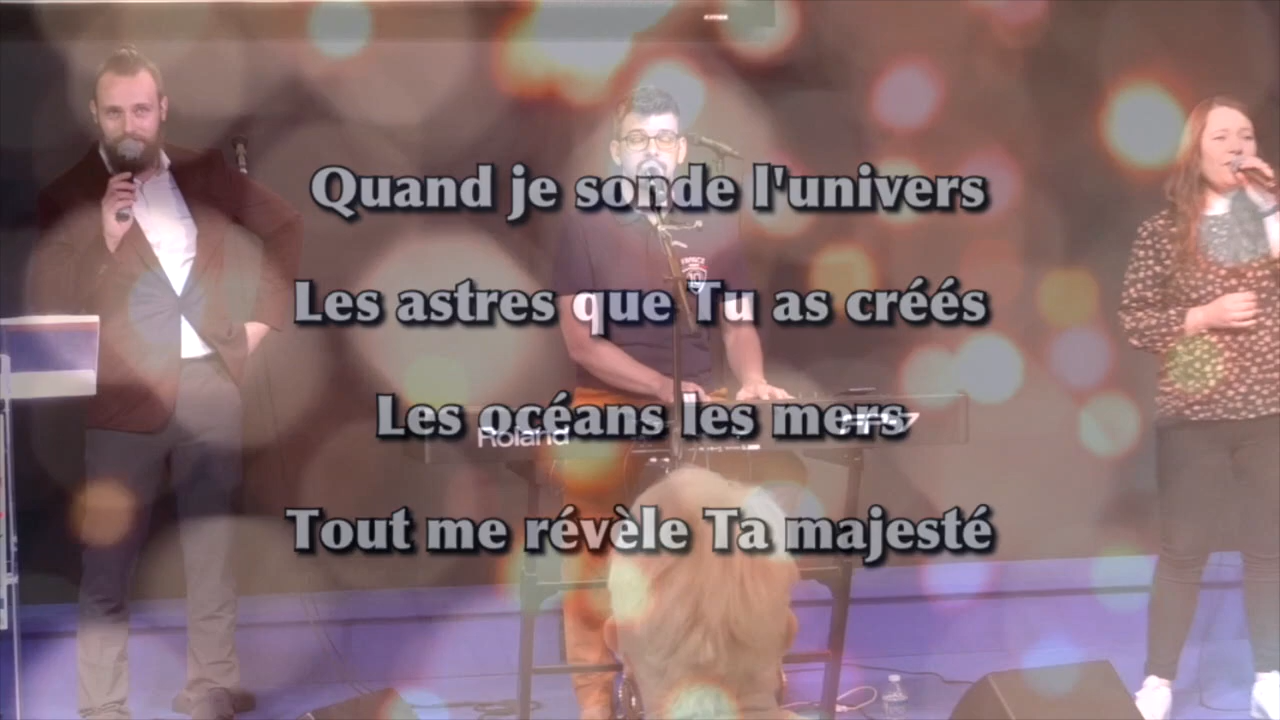 Quand je sonde l'univers
Les astres que Tu as créés
Les océans les mers
Roland
Tout me révèle Ta majesté